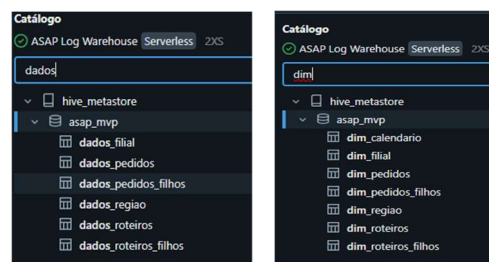 Catálogo
ASAP Log Warehouse Serverless 2XS
dados
hive_metastore
asap_mvp
dados_filial
dados_pedidos
dados_pedidos_filhos
dados_regiao
dados_roteiros
dados_roteiros_filhos
Catálogo
ASAP Log Warehouse Serverless 2XS
dim
hive_metastore
asap_mvp
dim_calendario
dim_filial
dim_pedidos
dim_pedidos_filhos
dim_regiao
dim_roteiros
dim_roteiros_filhos